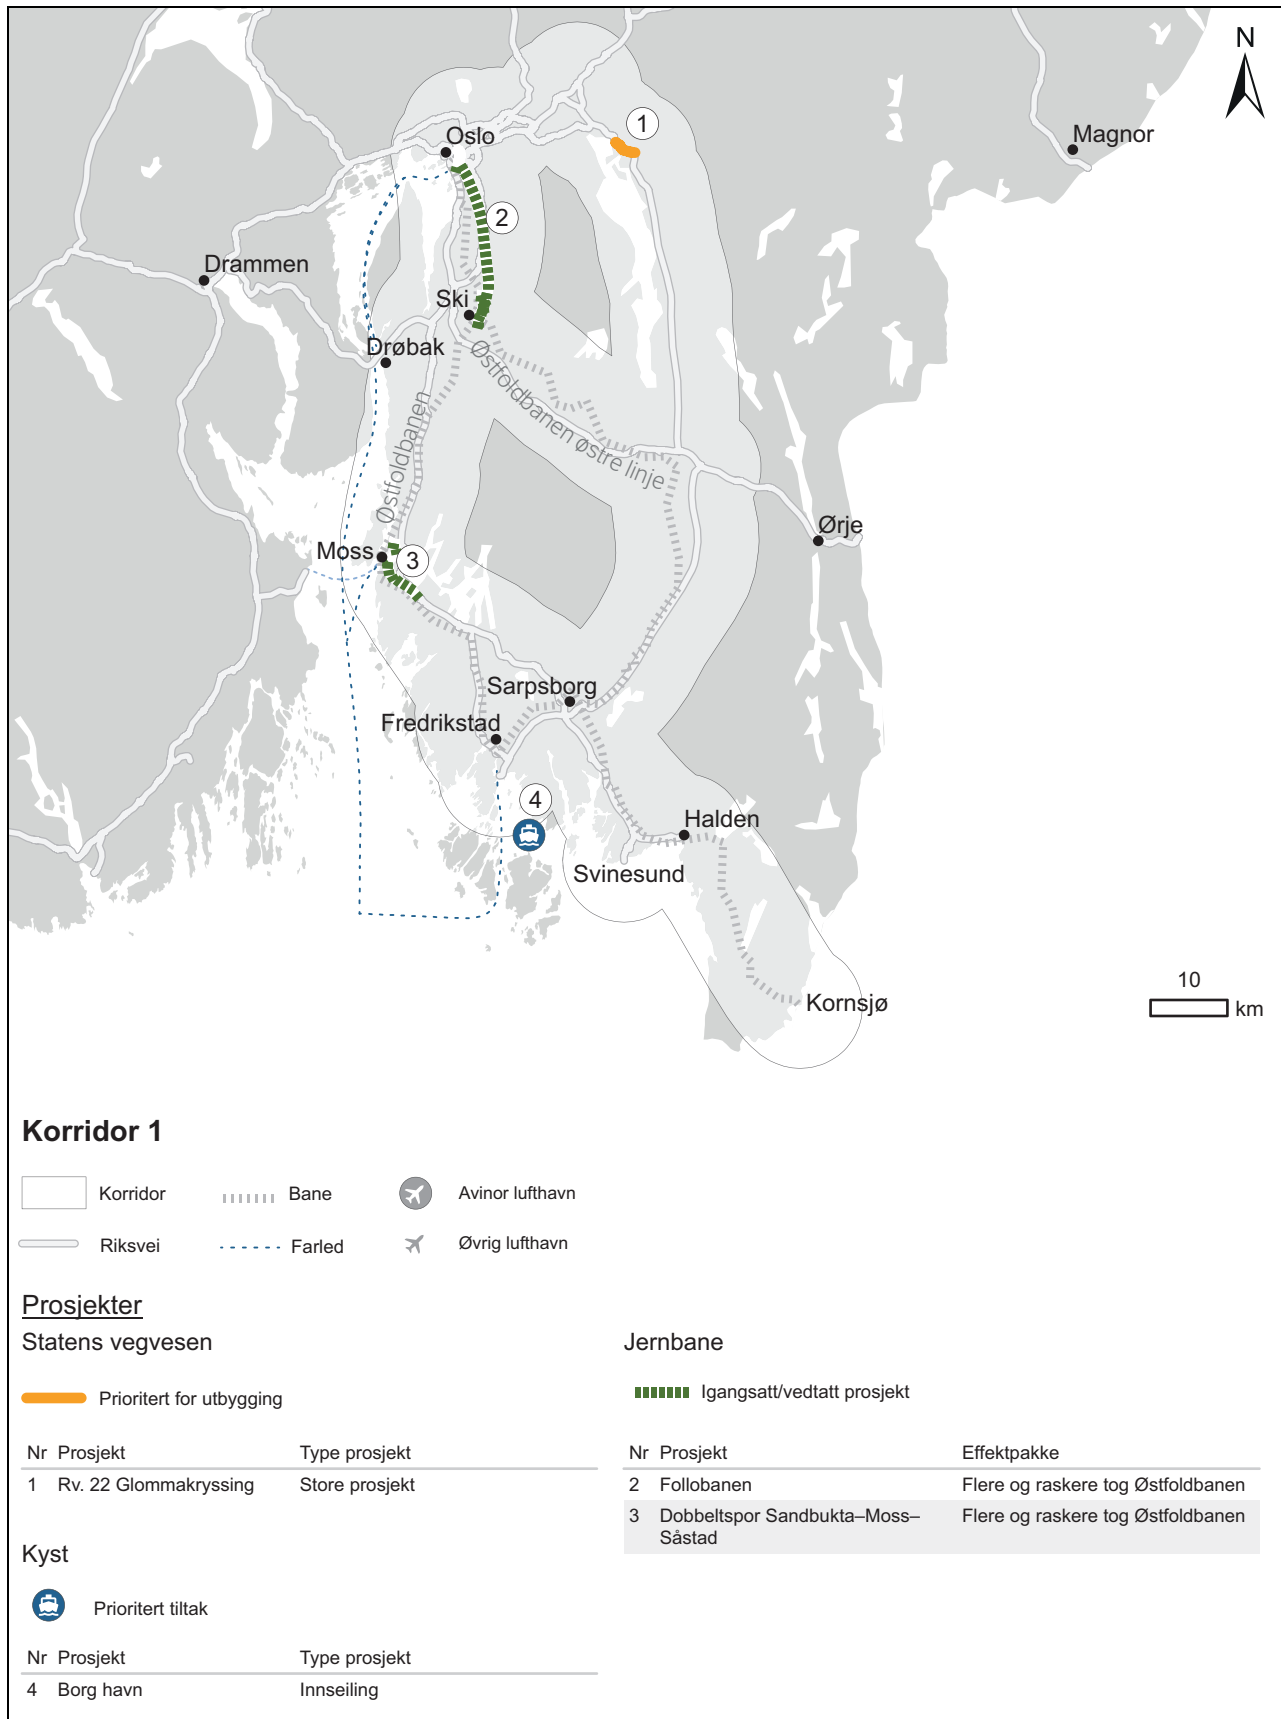 N
1
Oslo
Magnor
2
Drammen
Ski
Drøbak
Østfoldbanen
Østfoldbanen østre linje
Ørje
Moss
3
Sarpsborg
Fredrikstad
4
Halden
Svinesund
10
km
Kornsjø
Korridor 1
Korridor
Bane
Avinor lufthavn
Riksvei
Farled
Øvrig lufthavn
Prosjekter
Statens vegvesen
Prioritert for utbygging
Nr Prosjekt Type prosjekt
1 Rv. 22 Glommakryssing Store prosjekt
Kyst
Prioritert tiltak
Nr Prosjekt Type prosjekt
4 Borg havn Innseiling
Jernbane
Igangsatt/vedtatt prosjekt
Nr Prosjekt Effektpakke
2 Follobanen Flere og raskere tog Østfoldbanen
3 Dobbeltspor Sandbukta–Moss– Flere og raskere tog Østfoldbanen
Såstad